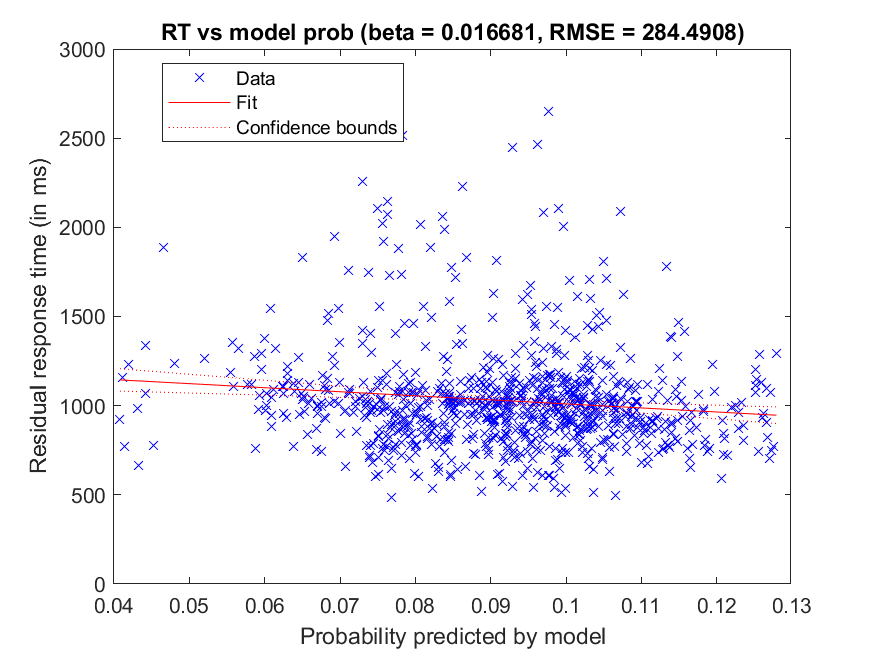 RT vs model prob (beta = 0.016681, RMSE = 284.4908)
3000
2500
2000
1500
1000
500
0
Residual response time (in ms)
Data
Fit
Confidence bounds
0.04 0.05 0.06 0.07 0.08 0.09 0.1 0.11 0.12 0.13
Probability predicted by model